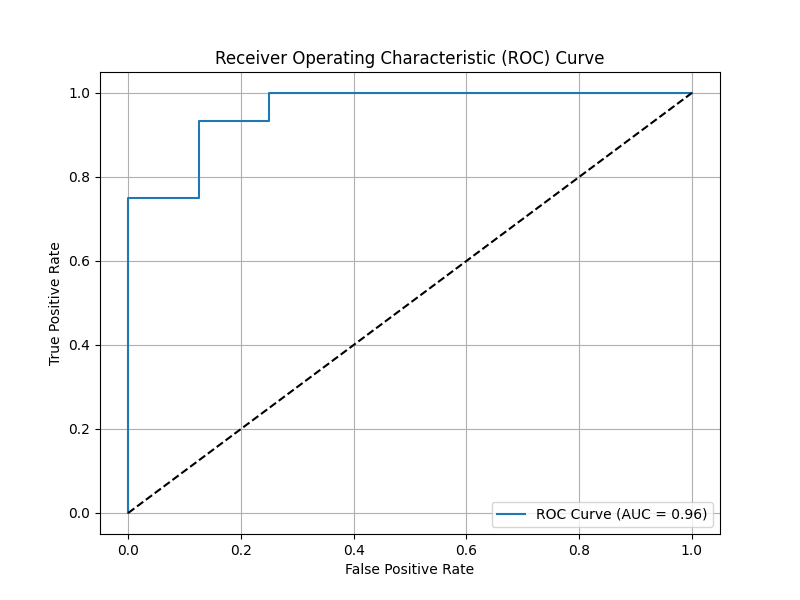 Receiver Operating Characteristic (ROC) Curve
1.0
0.8
0.6
0.4
0.2
0.0
True Positive Rate
0.0 0.2 0.4 0.6 0.8 1.0
False Positive Rate
ROC Curve (AUC = 0.96)